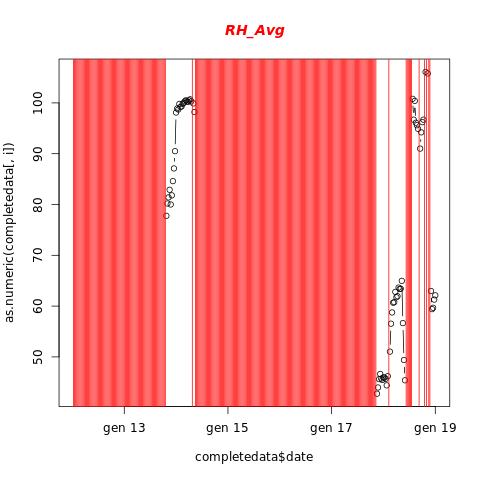 RH_Avg
as.numeric(completedata[, i])
100
90
80
70
60
50
gen 13
gen 15
gen 17
gen 19
completedata$date